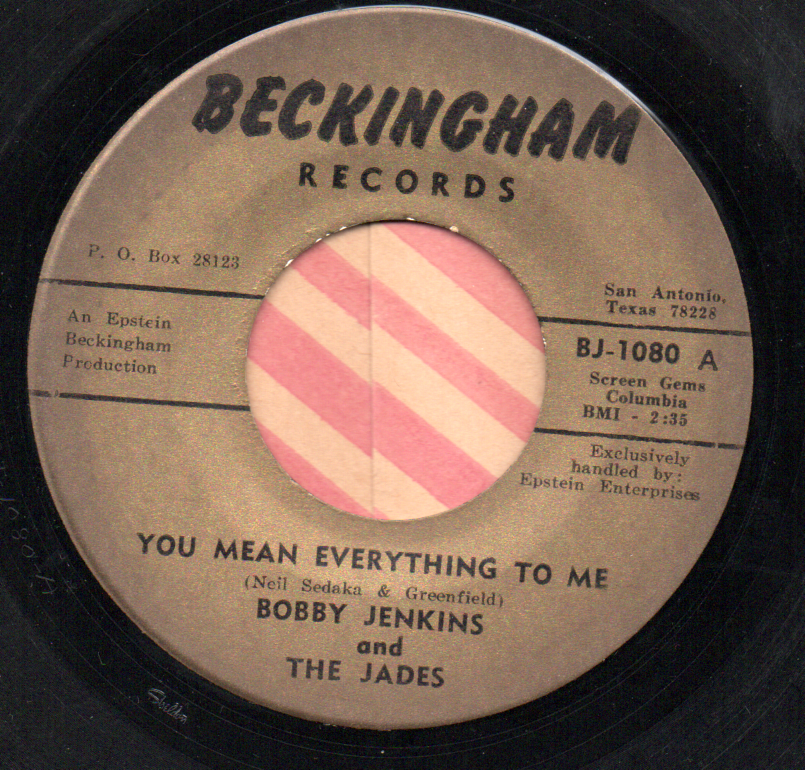 BECKINGHAM
RECORDS
P. O. Box 28123
San Antonio,
Texas 78228
An Epstein
Beckingham
Production
BJ-1080 A
Screen Gems
Columbia
BMI - 2:35
Exclusively
handled by:
Epstein Enterprises
YOU MEAN EVERYTHING TO ME
(Neil Sedaka & Greenfield)
BOBBY JENKINS
and
THE JADES